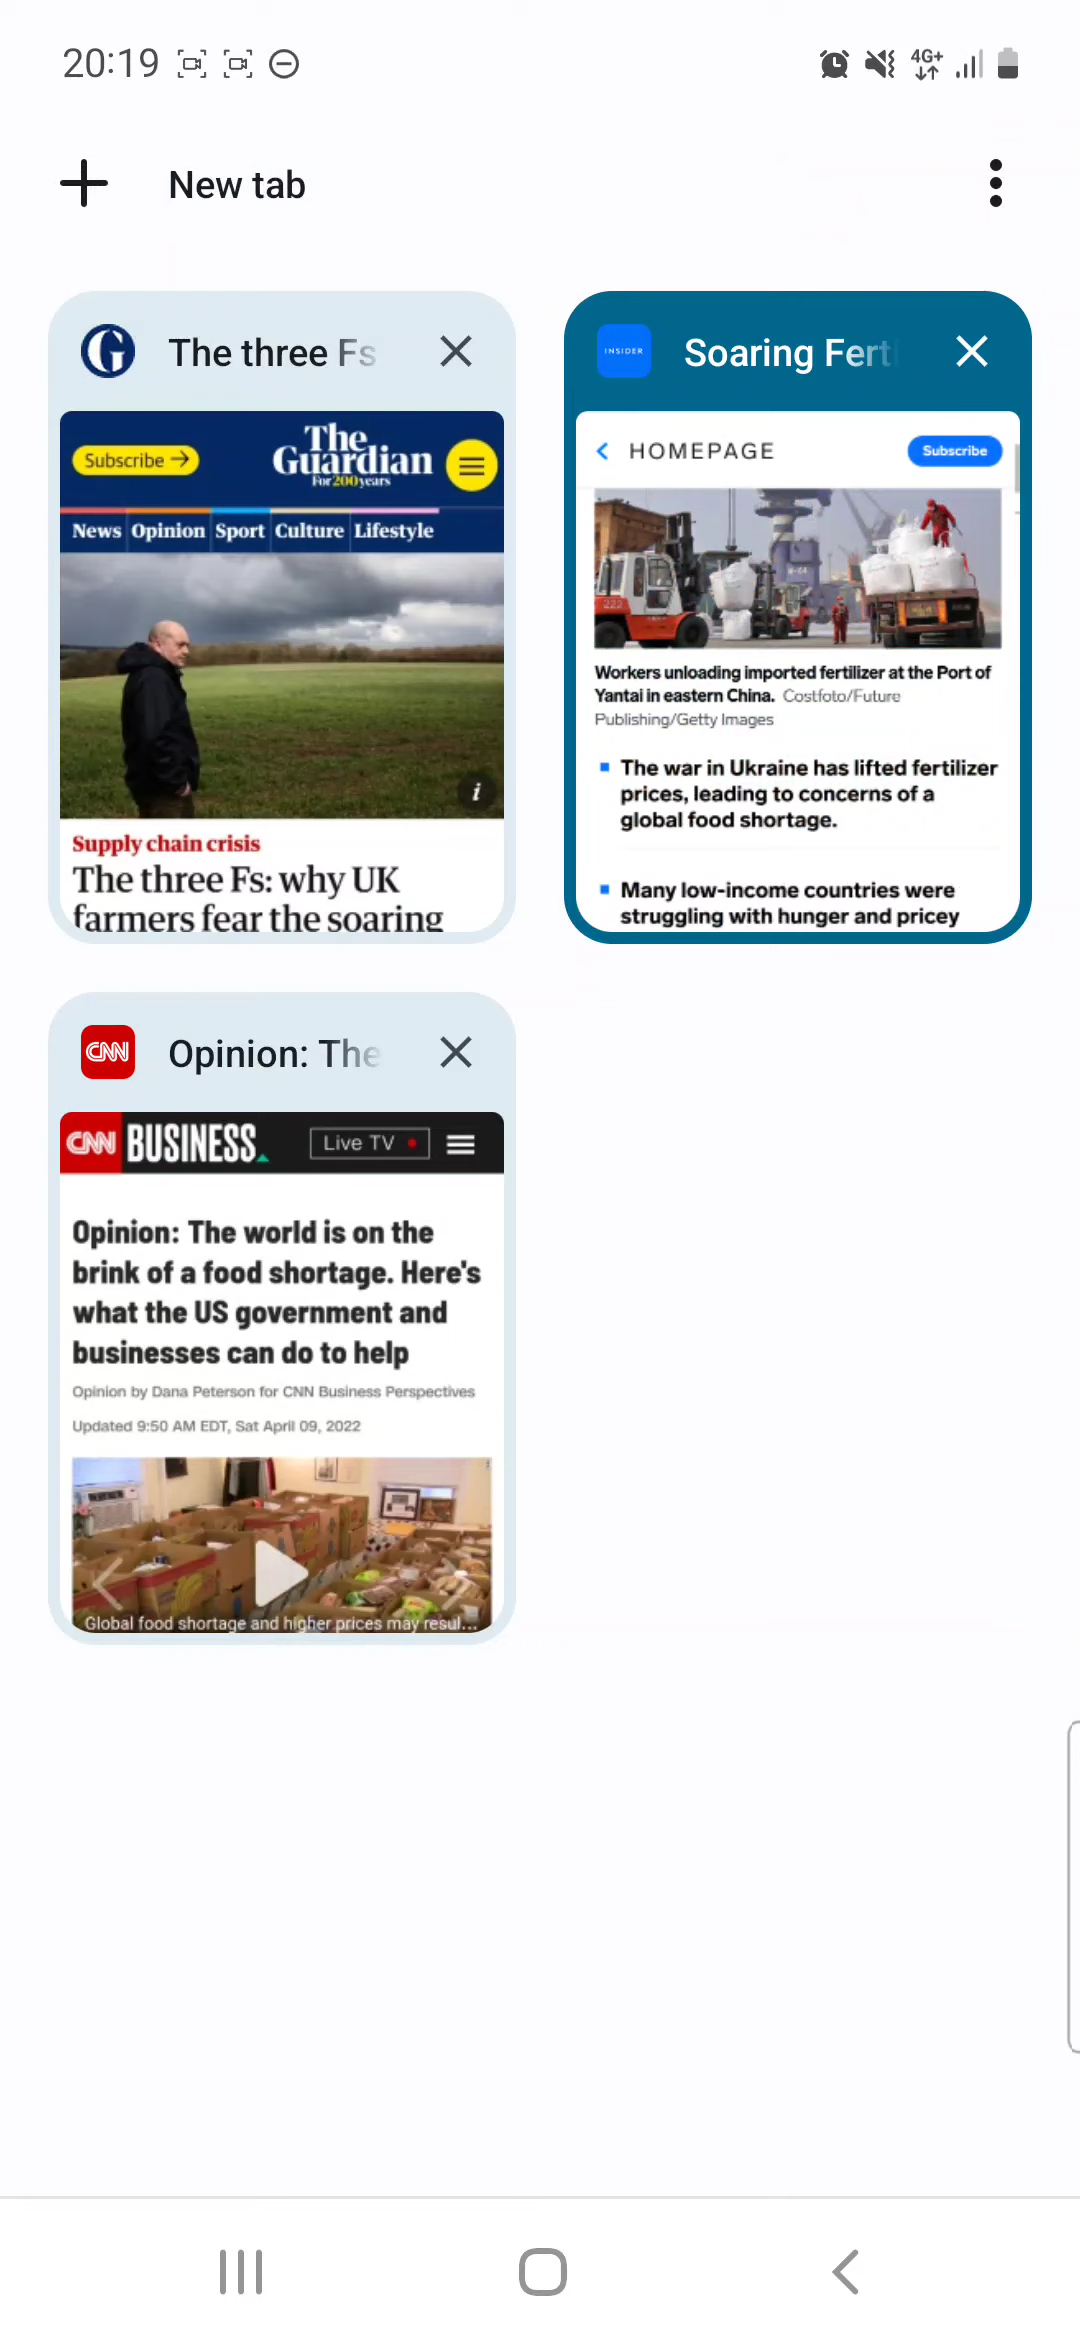 20:19
4G+
New tab
The three Fs
Subscribe →
The
Guardian
For 200 years
News Opinion Sport Culture Lifestyle
i
Supply chain crisis
The three Fs: why UK
farmers fear the soaring
INSIDER
Soaring Fert
HOMEPAGE
Subscribe
222
Workers unloading imported fertilizer at the Port of
Yantai in eastern China. Costfoto/Future
Publishing/Getty Images
The war in Ukraine has lifted fertilizer
prices, leading to concerns of a
global food shortage.
Many low-income countries were
struggling with hunger and pricey
CNN
Opinion: The
CNN BUSINESS
Live TV
Opinion: The world is on the
brink of a food shortage. Here's
what the US government and
businesses can do to help
Opinion by Dana Peterson for CNN Business Perspectives
Updated 9:50 AM EDT, Sat April 09, 2022
Global food shortage and higher prices may resul...